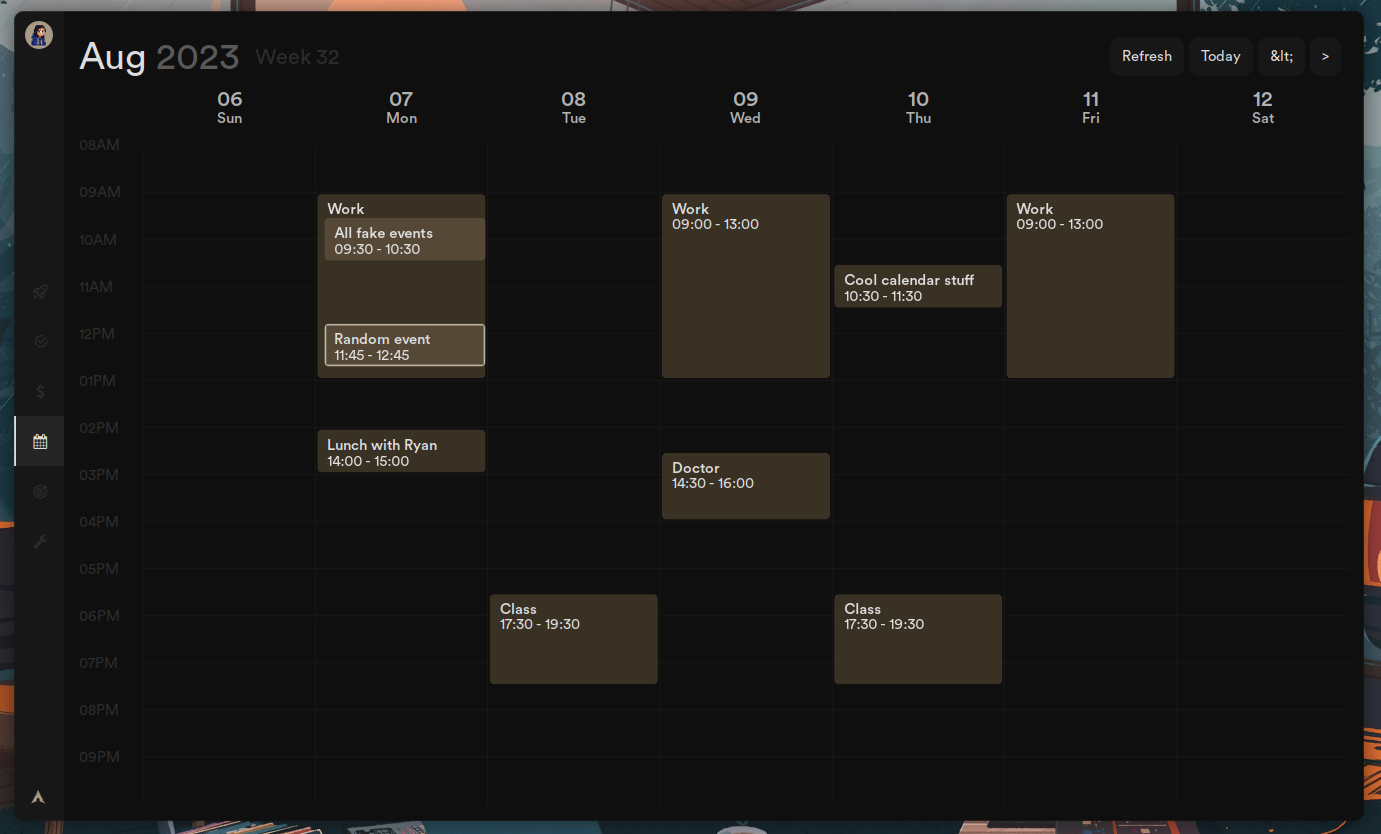 Aug 2023 Week 32
Refresh Today &lt; >
06 07 08 09 10 11 12
Sun Mon Tue Wed Thu Fri Sat
08AM
09AM
Work
All fake events
09:30 - 10:30
Work
09:00 - 13:00
Work
09:00 - 13:00
10AM
Cool calendar stuff
10:30 - 11:30
11AM
12PM
Random event
11:45 - 12:45
01PM
02PM
Lunch with Ryan
14:00 - 15:00
Doctor
14:30 - 16:00
03PM
04PM
05PM
Class
17:30 - 19:30
Class
17:30 - 19:30
06PM
07PM
08PM
09PM